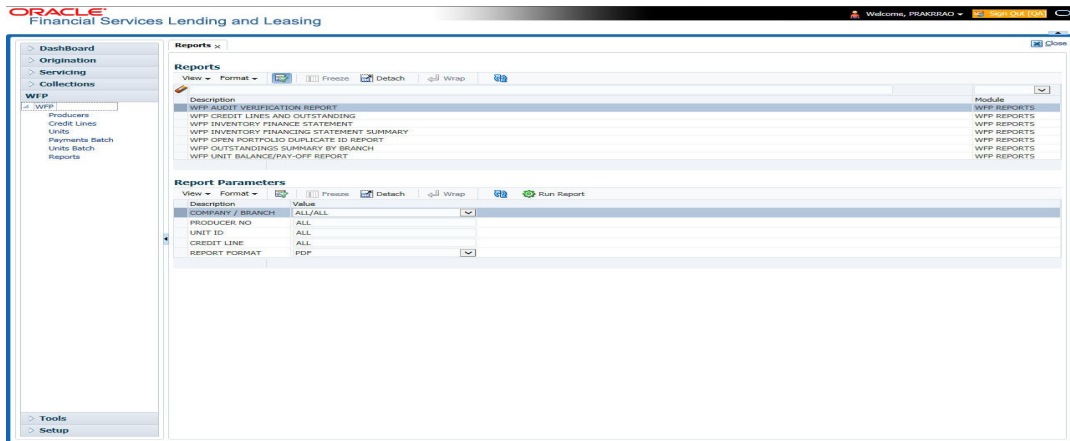 ORACLE
Financial Services Lending and Leasing
Welcome, PRAKRRAO
Sign Out [QA]
DashBoard
Origination
Servicing
Collections
WFP
WFP
Producers
Credit Lines
Units
Payments Batch
Units Batch
Reports
Tools
Setup
Reports x
Close
Reports
View Format Freeze Detach Wrap
Description Module
WFP AUDIT VERIFICATION REPORT WFP REPORTS
WFP CREDIT LINES AND OUTSTANDING WFP REPORTS
WFP INVENTORY FINANCE STATEMENT WFP REPORTS
WFP INVENTORY FINANCING STATEMENT SUMMARY WFP REPORTS
WFP OPEN PORTFOLIO DUPLICATE ID REPORT WFP REPORTS
WFP OUTSTANDINGS SUMMARY BY BRANCH WFP REPORTS
WFP UNIT BALANCE/PAY-OFF REPORT WFP REPORTS
Report Parameters
View Format Freeze Detach Wrap Run Report
Description Value
COMPANY / BRANCH ALL/ALL
PRODUCER NO ALL
UNIT ID ALL
CREDIT LINE ALL
REPORT FORMAT PDF